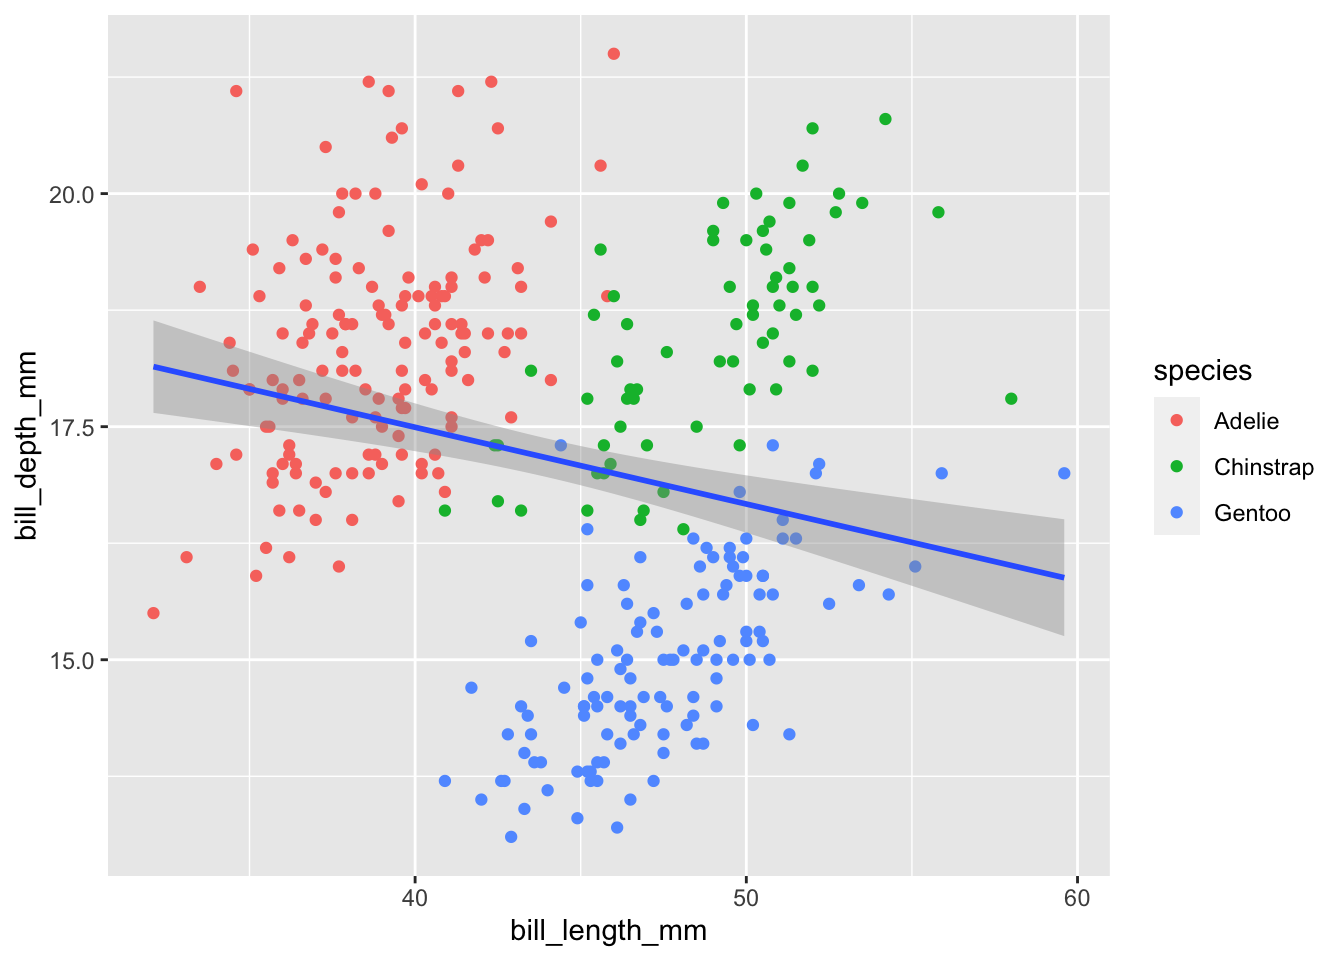 bill_depth_mm
20.0
17.5
15.0
40
50
60
bill_length_mm
species
Adelie
Chinstrap
Gentoo